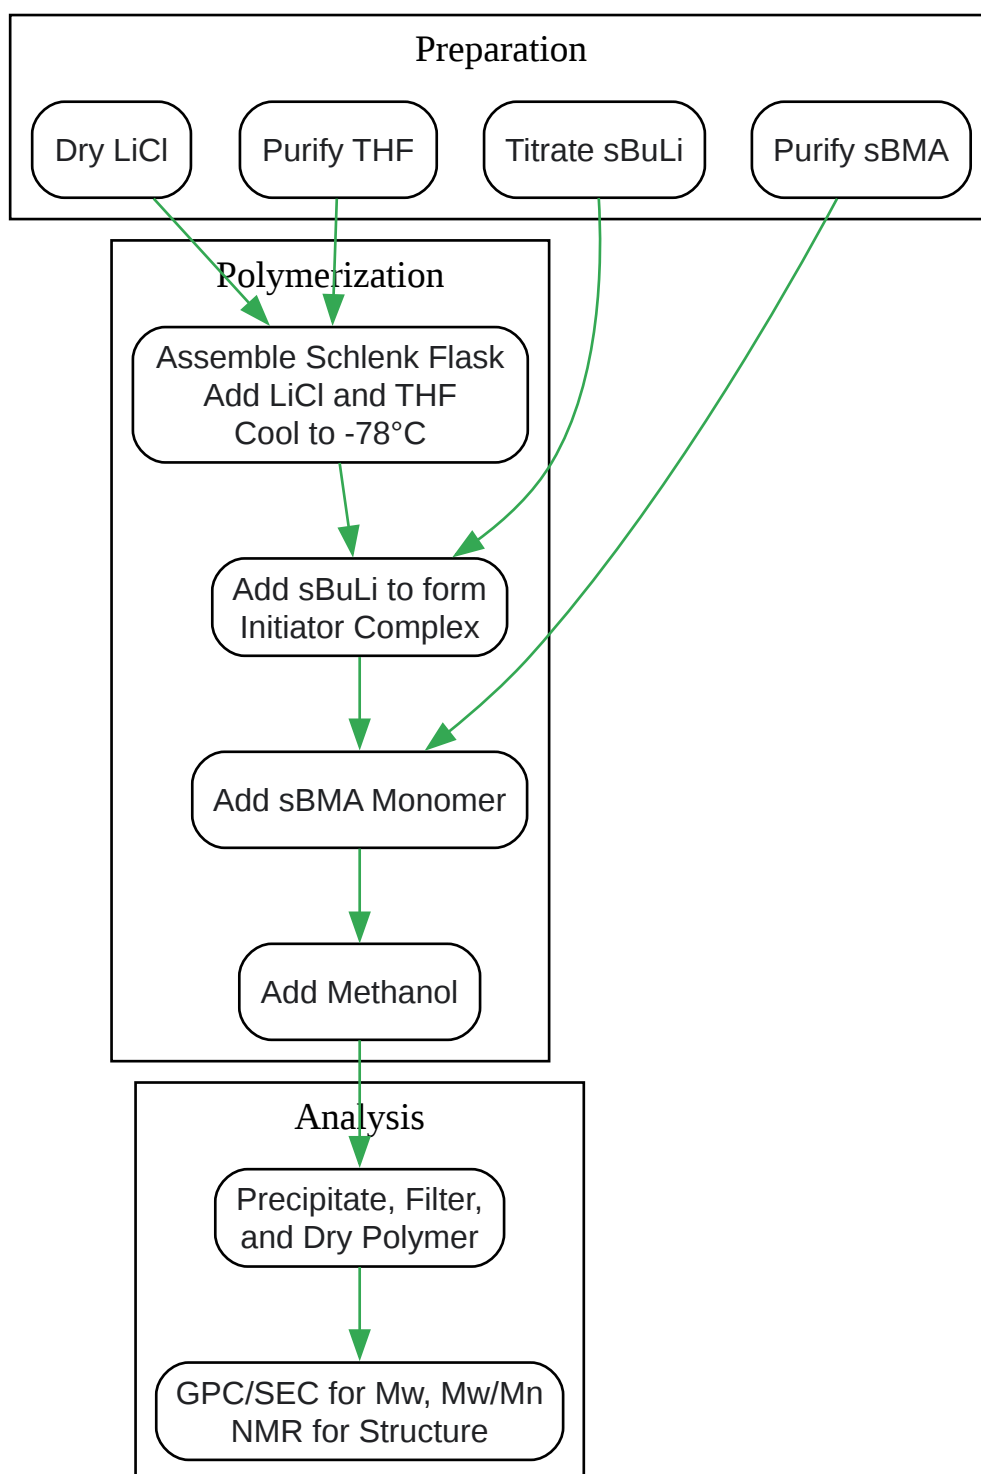 Preparation
Dry LiCl
Purify THF
Titrate sBuLi
Purify sBMA
Polymerization
Assemble Schlenk Flask
Add LiCl and THF
Cool to -78°C
Add sBuLi to form
Initiator Complex
Add sBMA Monomer
Add Methanol
Analysis
Precipitate, Filter,
and Dry Polymer
GPC/SEC for Mw, Mw/Mn
NMR for Structure